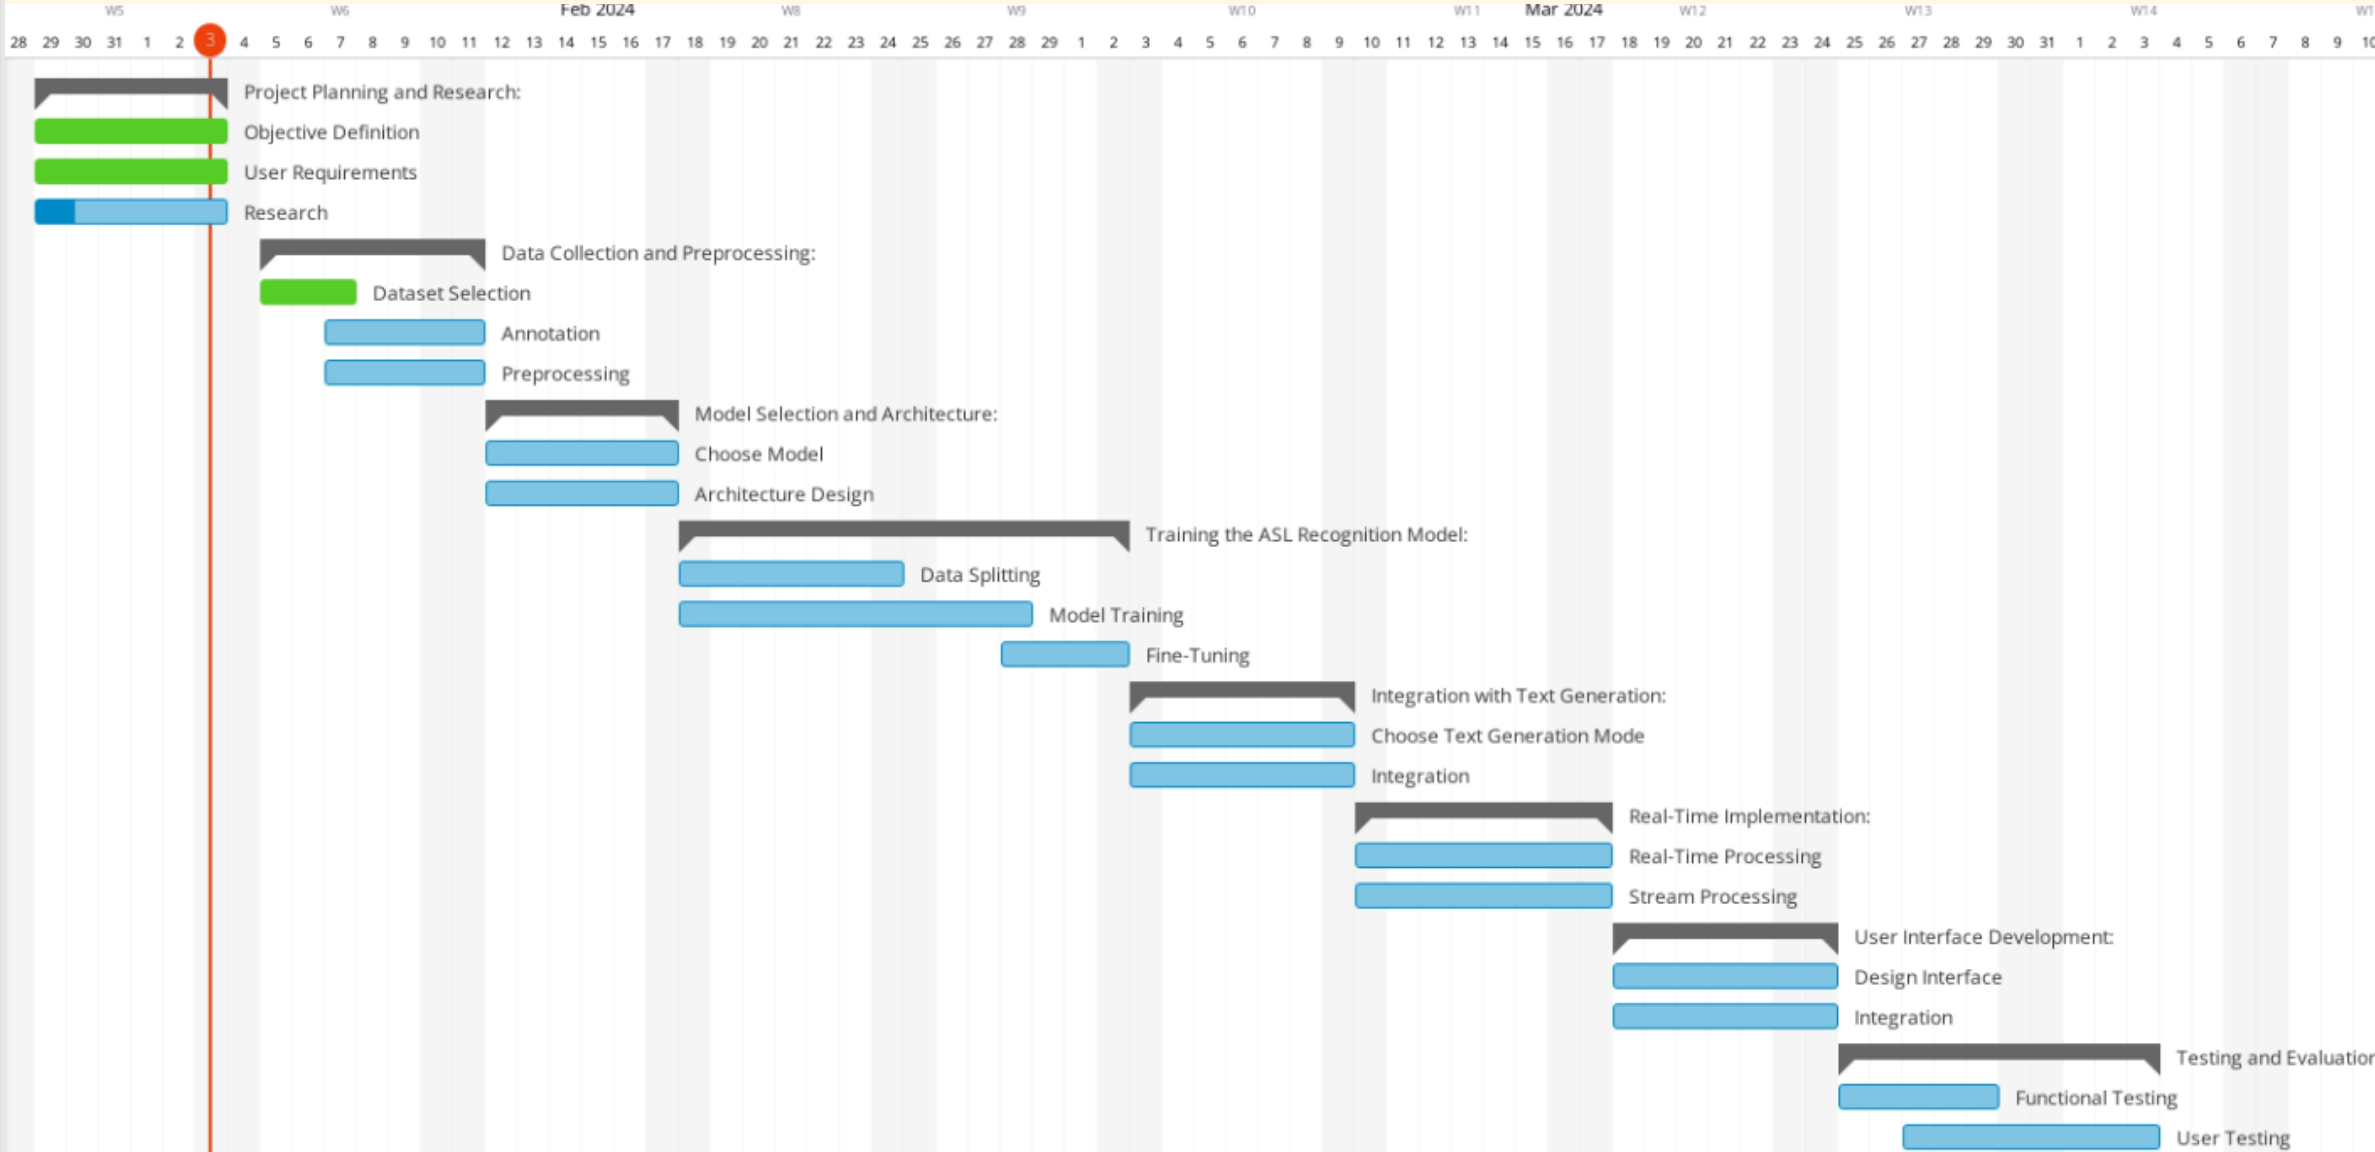 W5 W6 Feb 2024 W8 W9 W10 W11 Mar 2024 W12 W13 W14
28 29 30 31 1 2 3 4 5 6 7 8 9 10 11 12 13 14 15 16 17 18 19 20 21 22 23 24 25 26 27 28 29 1 2 3 4 5 6 7 8 9 10 11 12 13 14 15 16 17 18 19 20 21 22 23 24 25 26 27 28 29 30 31 1 2 3 4 5 6 7 8 9 10
Project Planning and Research:
Objective Definition
User Requirements
Research
Data Collection and Preprocessing:
Dataset Selection
Annotation
Preprocessing
Model Selection and Architecture:
Choose Model
Architecture Design
Training the ASL Recognition Model:
Data Splitting
Model Training
Fine-Tuning
Integration with Text Generation:
Choose Text Generation Mode
Integration
Real-Time Implementation:
Real-Time Processing
Stream Processing
User Interface Development:
Design Interface
Integration
Testing and Evaluation
Functional Testing
User Testing